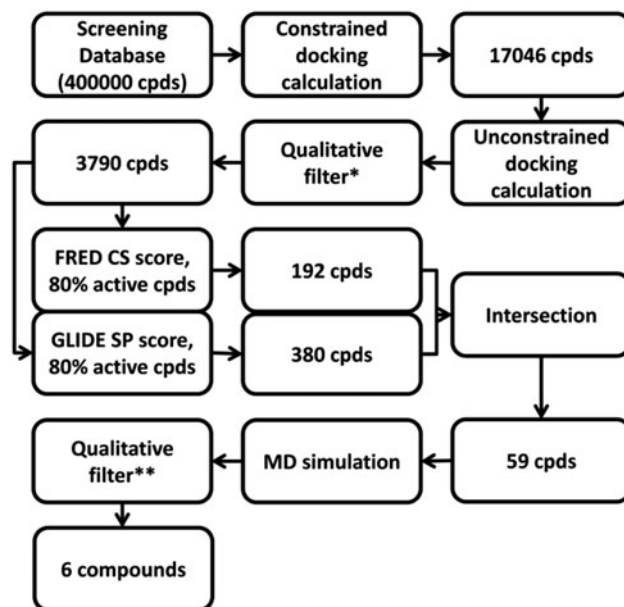 Screening
Database
(400000 cpds)
Constrained
docking
calculation
17046 cpds
Unconstrained
docking
calculation
Qualitative
filter*
3790 cpds
FRED CS score,
80% active cpds
192 cpds
GLIDE SP score,
80% active cpds
380 cpds
Intersection
59 cpds
MD simulation
Qualitative
filter**
6 compounds